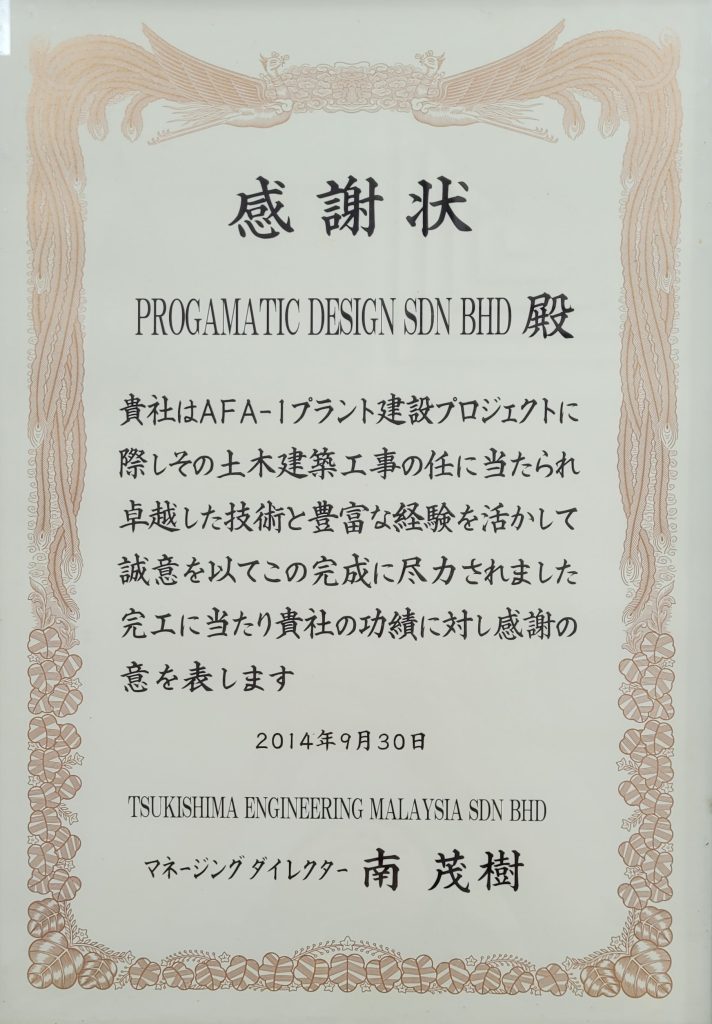 感謝状
PROGAMATIC DESIGN SDN BHD 殿
貴社はAFA-1プラント建設プロジェクトに
際しその土木建築工事の任に当たられ
卓越した技術と豊富な経験を活かして
誠意を以てこの完成に尽力されました
完工に当たり貴社の功績に対し感謝の
意を表します
2014年9月30日
TSUKISHIMA ENGINEERING MALAYSIA SDN BHD
マネージングダイレクター 南 茂樹